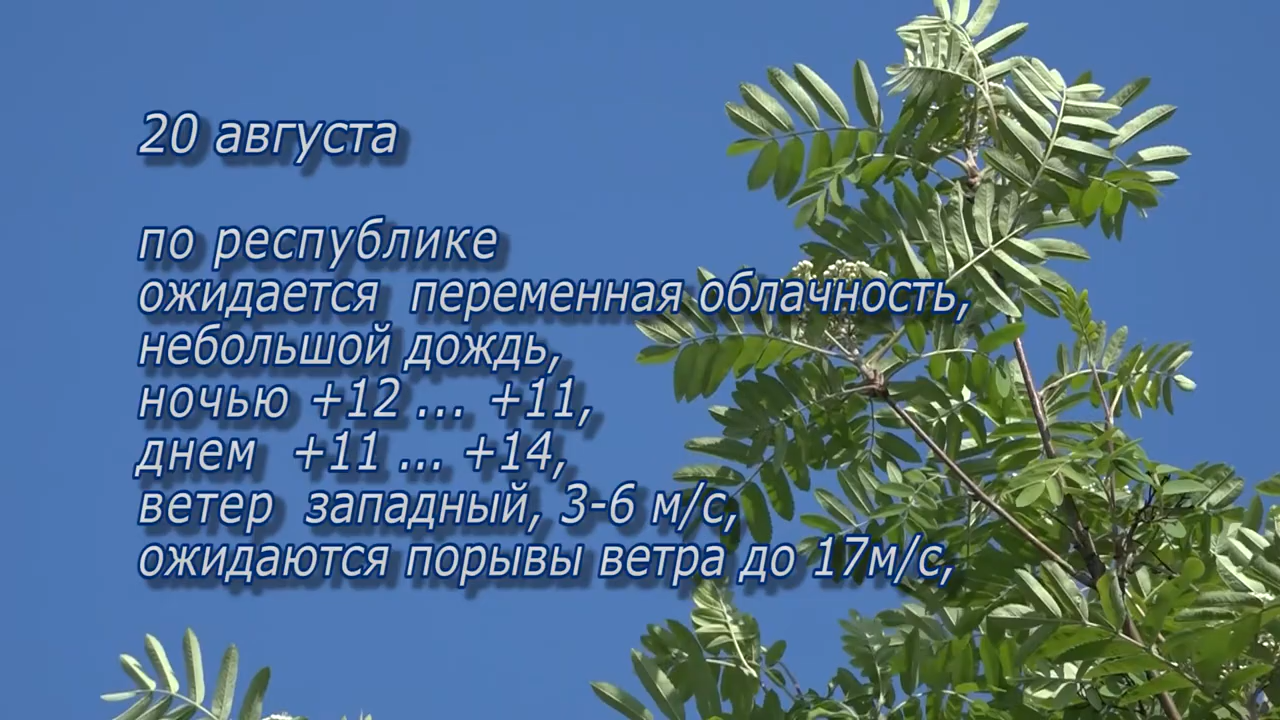 20 августа
по республике
ожидается переменная облачность,
небольшой дождь,
ночью +12 ... +11,
днем +11 ... +14,
ветер западный, 3-6 м/с,
ожидаются порывы ветра до 17м/с,